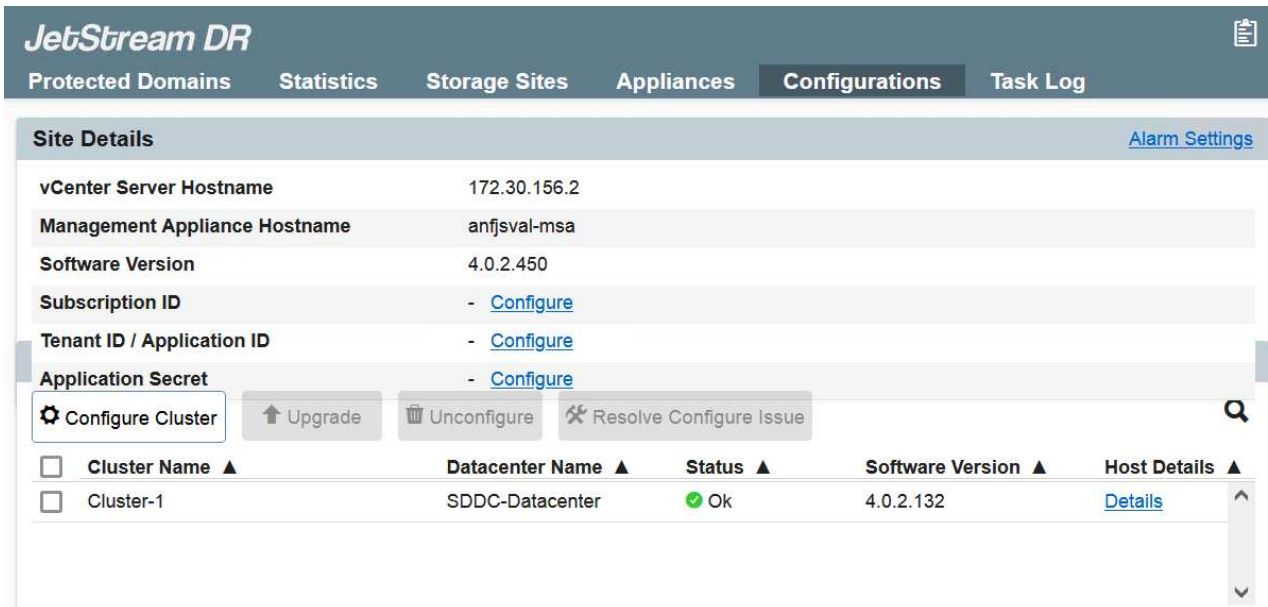 JetStream DR
Protected Domains Statistics Storage Sites Appliances Configurations Task Log
Site Details Alarm Settings
vCenter Server Hostname 172.30.156.2
Management Appliance Hostname anfjsval-msa
Software Version 4.0.2.450
Subscription ID - Configure
Tenant ID / Application ID - Configure
Application Secret - Configure
Configure Cluster Upgrade Unconfigure Resolve Configure Issue
Cluster Name ▲ Datacenter Name ▲ Status ▲ Software Version ▲ Host Details ▲
Cluster-1 SDDC-Datacenter Ok 4.0.2.132 Details